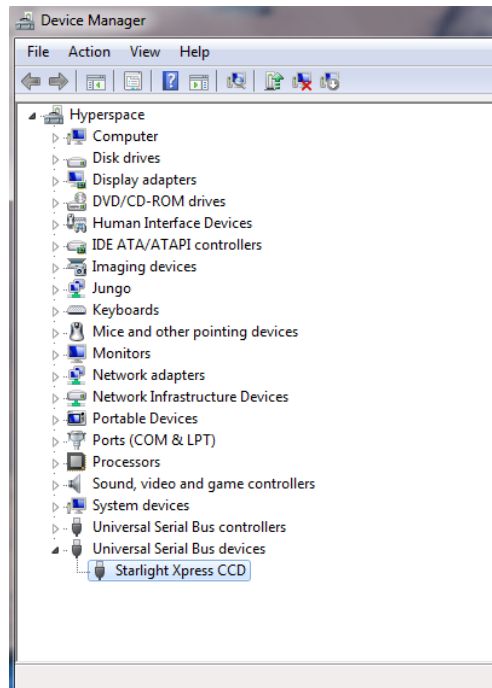 Device Manager
File Action View Help
Hyperspace
Computer
Disk drives
Display adapters
DVD/CD-ROM drives
Human Interface Devices
IDE ATA/ATAPI controllers
Imaging devices
Jungo
Keyboards
Mice and other pointing devices
Monitors
Network adapters
Network Infrastructure Devices
Portable Devices
Ports (COM & LPT)
Processors
Sound, video and game controllers
System devices
Universal Serial Bus controllers
Universal Serial Bus devices
Starlight Xpress CCD